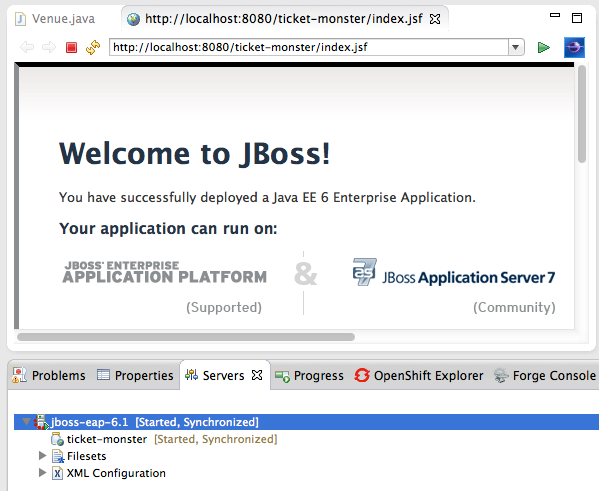 Venue.java
http://localhost:8080/ticket-monster/index.jsf
http://localhost:8080/ticket-monster/index.jsf
Welcome to JBoss!
You have successfully deployed a Java EE 6 Enterprise Application.
Your application can run on:
JBOSS® ENTERPRISE
APPLICATION PLATFORM
(Supported)
&
as7 JBoss Application Server 7
(Community)
Problems
Properties
Servers
Progress
OpenShift Explorer
Forge Console
jboss-eap-6.1 [Started, Synchronized]
ticket-monster [Started, Synchronized]
Filesets
XML Configuration